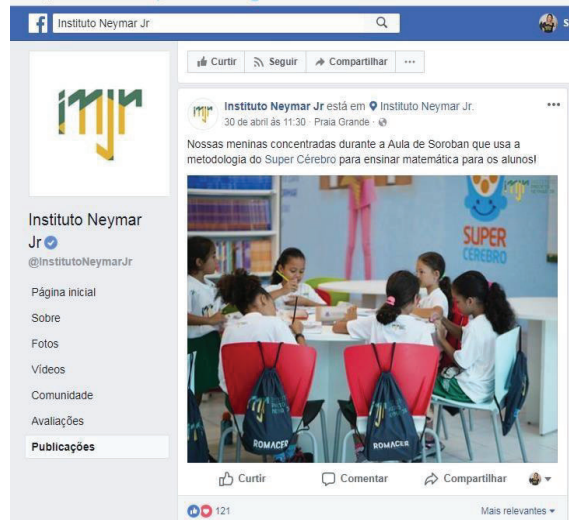 Instituto Neymar Jr
Curtir
Seguir
Compartilhar
Instituto Neymar Jr está em Instituto Neymar Jr.
30 de abril às 11:30 · Praia Grande ·
Nossas meninas concentradas durante a Aula de Soroban que usa a
metodologia do Super Cérebro para ensinar matemática para os alunos!
Instituto Neymar
Jr
@InstitutoNeymarJr
Página inicial
Sobre
Fotos
Vídeos
Comunidade
Avaliações
Publicações
SUPER
CÉREBRO
ROMACER
ROMACER
Curtir
Comentar
Compartilhar
121
Mais relevantes